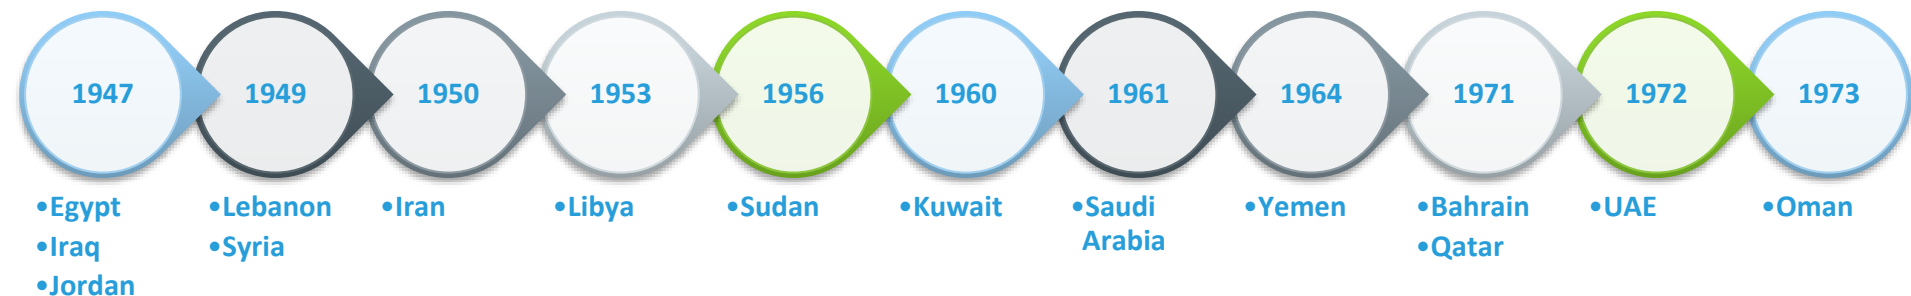 1947
•Egypt
•Iraq
•Jordan
1949
•Lebanon
•Syria
1950
•Iran
1953
•Libya
1956
•Sudan
1960
•Kuwait
1961
•Saudi
Arabia
1964
•Yemen
1971
•Bahrain
•Qatar
1972
•UAE
1973
•Oman